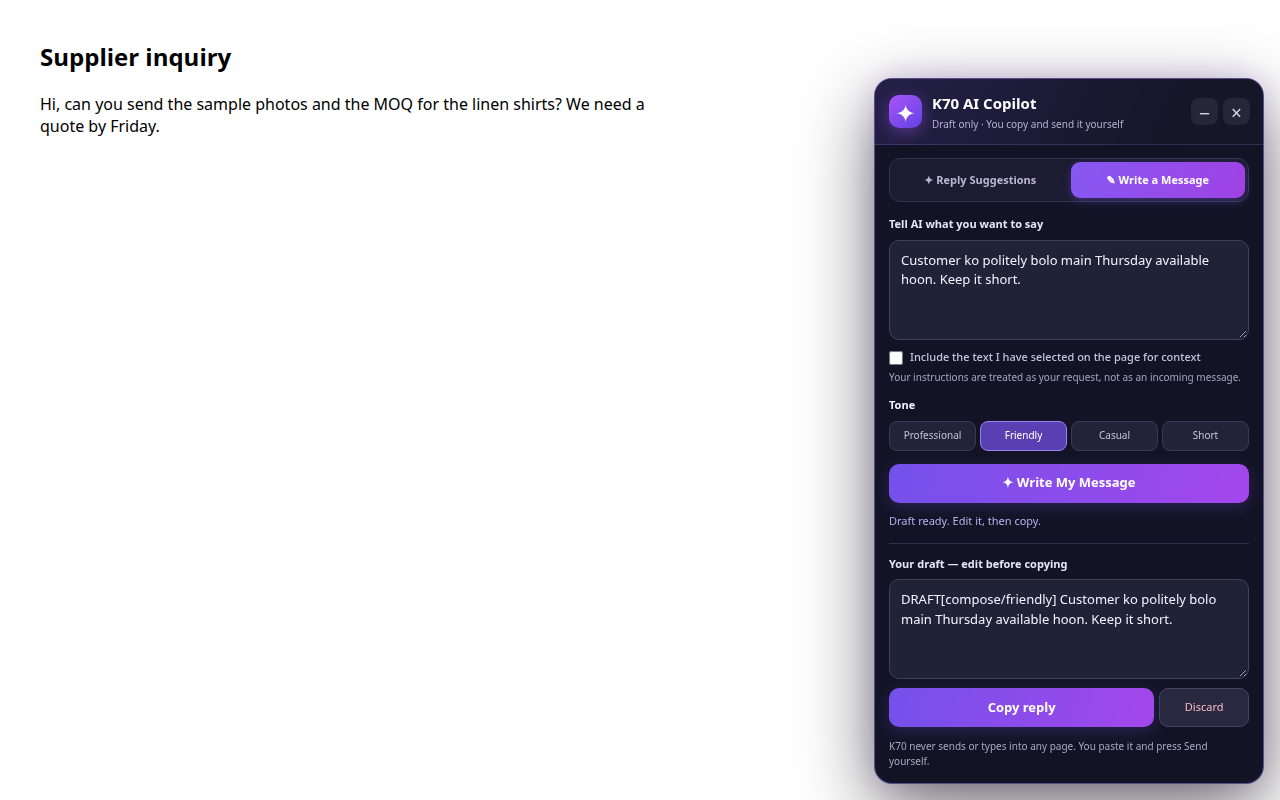 Supplier inquiry
Hi, can you send the sample photos and the MOQ for the linen shirts? We need a
quote by Friday.
K70 AI Copilot
Draft only · You copy and send it yourself
✦ Reply Suggestions
✎ Write a Message
Tell AI what you want to say
Customer ko politely bolo main Thursday available
hoon. Keep it short.
Include the text I have selected on the page for context
Your instructions are treated as your request, not as an incoming message.
Tone
Professional
Friendly
Casual
Short
✦ Write My Message
Draft ready. Edit it, then copy.
Your draft — edit before copying
DRAFT[compose/friendly] Customer ko politely bolo
main Thursday available hoon. Keep it short.
Copy reply
Discard
K70 never sends or types into any page. You paste it and press Send
yourself.